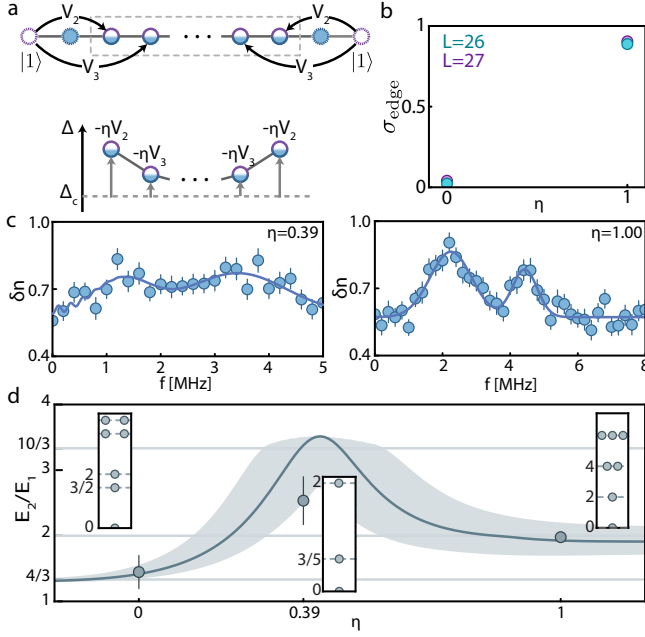 a
V₂ V₂
V₃ V₃
|1⟩ |1⟩
Δ
-ηV₂ -ηV₂
-ηV₃ -ηV₃
Δc
b
L=26
L=27
1
0.5
0
σedge
0 1
η
c
η=0.39
1.0
0.7
0.4
δn
0 1 2 3 4 5
f [MHz]
η=1.00
1.0
0.7
0.4
δn
0 2 4 6 8
f [MHz]
d
4
10/3
3
2
4/3
1
E₂/E₁
2
3/2
0
2
3/5
0
4
2
0
0 0.39 1
η